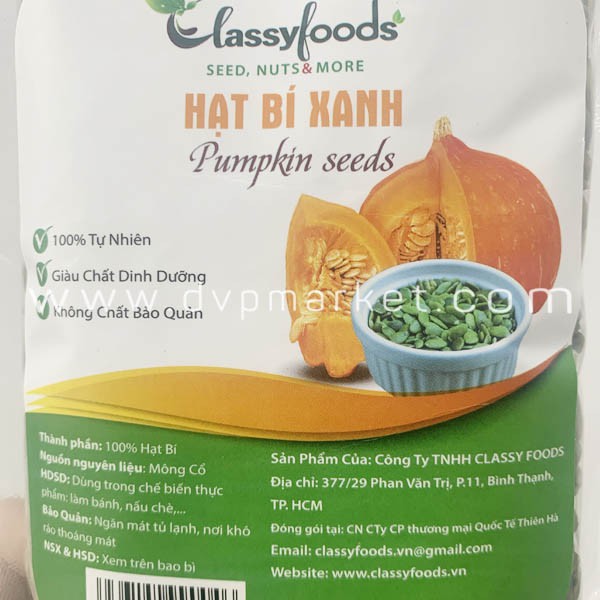 Classyfoods
SEED, NUTS & MORE
HẠT BÍ XANH
Pumpkin seeds
100% Tự Nhiên
Giàu Chất Dinh Dưỡng
www.dvpmarket.com
Không Chất Bảo Quản
Thành phần: 100% Hạt Bí
Nguồn nguyên liệu: Mông Cổ
HDSD: Dùng trong chế biến thực
phẩm: làm bánh, nấu chè,...
Bảo Quản: Ngăn mát tủ lạnh, nơi khô
ráo thoáng mát
NSX & HSD: Xem trên bao bì
Sản Phẩm Của: Công Ty TNHH CLASSY FOODS
Địa chỉ: 377/29 Phan Văn Trị, P.11, Bình Thạnh,
TP. HCM
Đóng gói tại: CN CTy CP thương mại Quốc Tế Thiên Hà
Email: classyfoods.vn@gmail.com
Website: www.classyfoods.vn